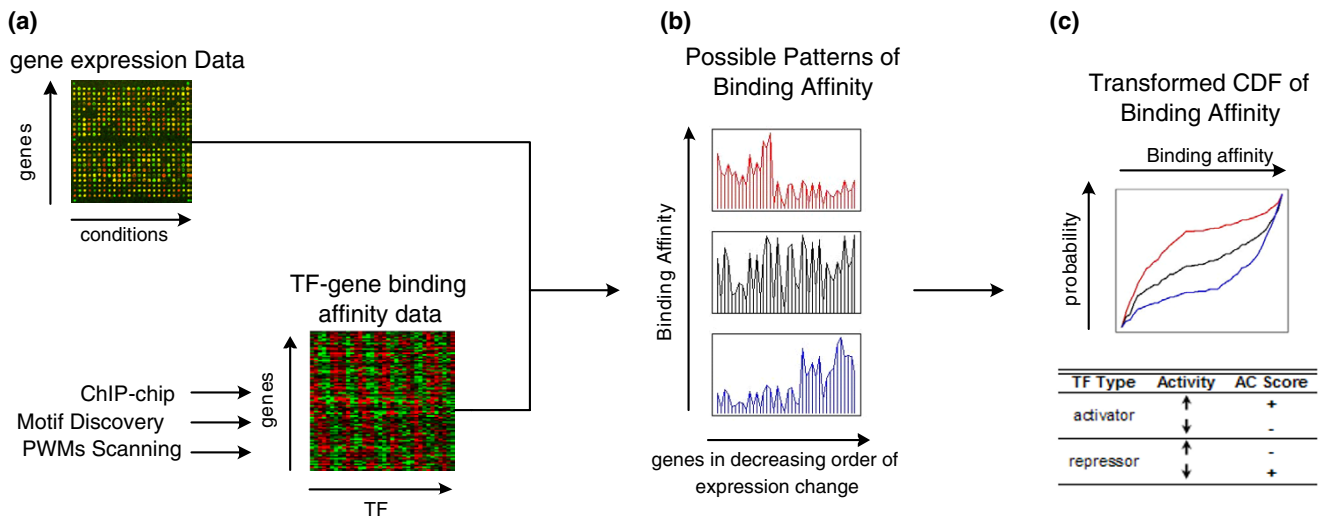 (a)
gene expression Data
genes
conditions
TF-gene binding
affinity data
ChIP-chip
Motif Discovery
PWMs Scanning
genes
TF
(b)
Possible Patterns of
Binding Affinity
Binding Affinity
genes in decreasing order of
expression change
(c)
Transformed CDF of
Binding Affinity
Binding affinity
probability
TF Type Activity AC Score
activator ↑ +
↓ -
repressor ↑ -
↓ +